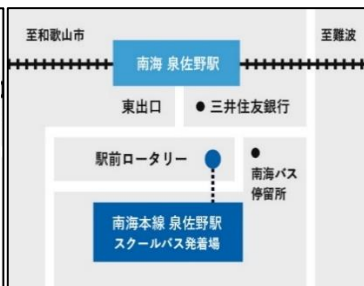 至和歌山市
至難波
南海 泉佐野駅
東出口
● 三井住友銀行
駅前ロータリー
南海バス
停留所
南海本線 泉佐野駅
スクールバス発着場